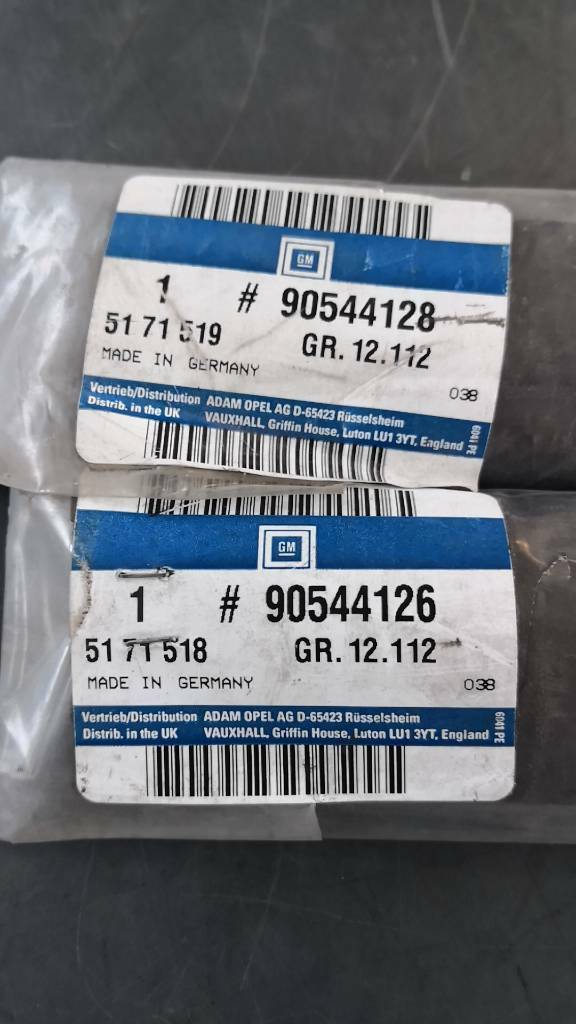 GM
1 # 90544128
51 71 519 GR. 12.112
MADE IN GERMANY 038
Vertrieb/Distribution ADAM OPEL AG D-65423 Rüsselsheim
Distrib. in the UK VAUXHALL, Griffin House, Luton LU1 3YT, England
6041 PE
GM
1 # 90544126
51 71 518 GR. 12.112
MADE IN GERMANY 038
Vertrieb/Distribution ADAM OPEL AG D-65423 Rüsselsheim
Distrib. in the UK VAUXHALL, Griffin House, Luton LU1 3YT, England
6041 PE